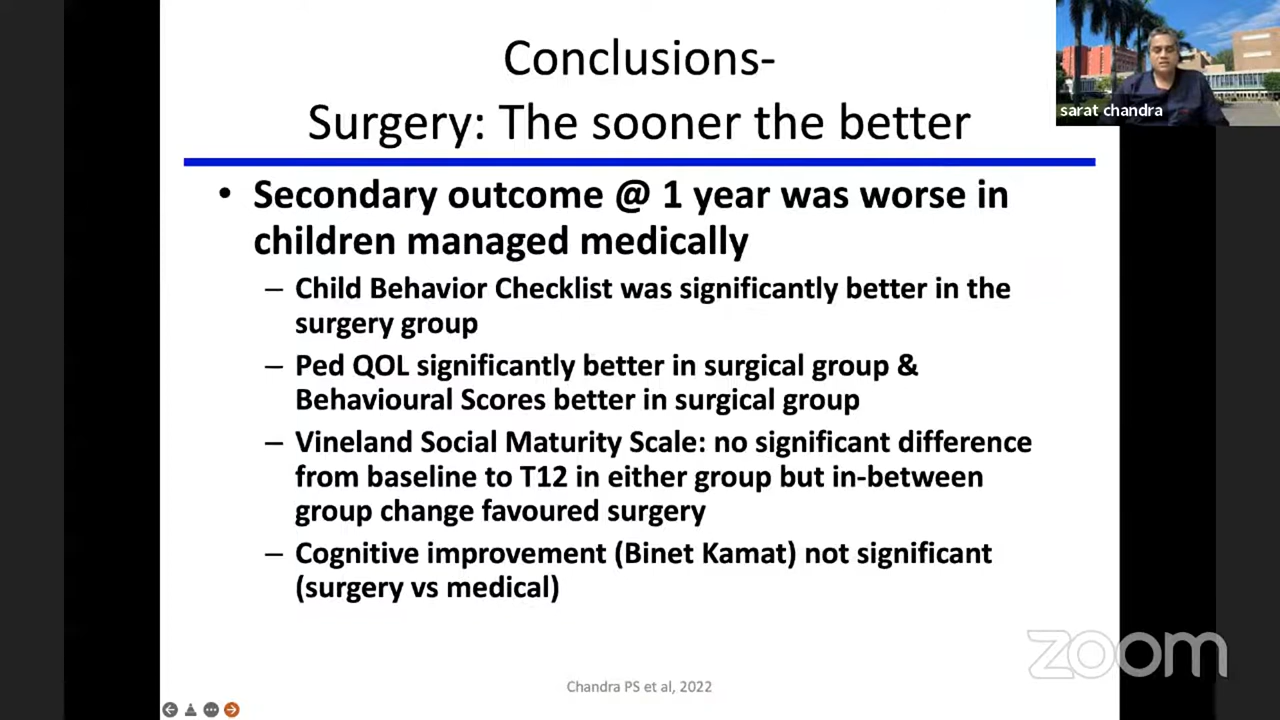 Conclusions-
Surgery: The sooner the better
sarat chandra
• Secondary outcome @ 1 year was worse in
children managed medically
– Child Behavior Checklist was significantly better in the
surgery group
– Ped QOL significantly better in surgical group &
Behavioural Scores better in surgical group
– Vineland Social Maturity Scale: no significant difference
from baseline to T12 in either group but in-between
group change favoured surgery
– Cognitive improvement (Binet Kamat) not significant
(surgery vs medical)
zoom
Chandra PS et al, 2022